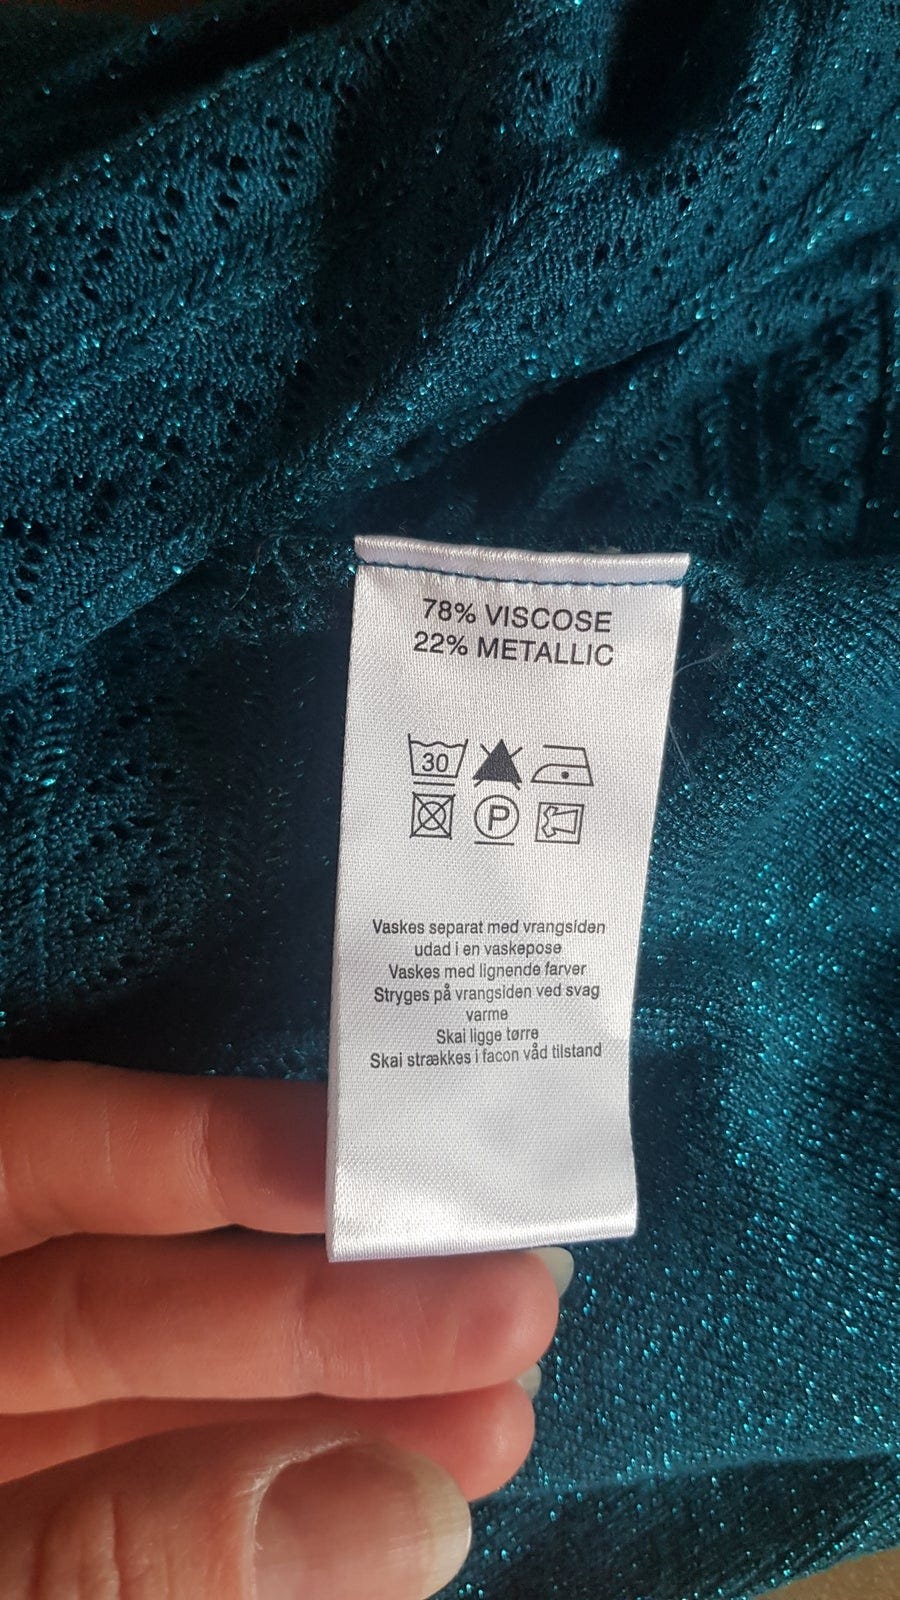 78% VISCOSE
22% METALLIC
30
P
Vaskes separat med vrangsiden
udad i en vaskepose
Vaskes med lignende farver
Stryges på vrangsiden ved svag
varme
Skal ligge tørre
Skal strækkes i facon våd tilstand